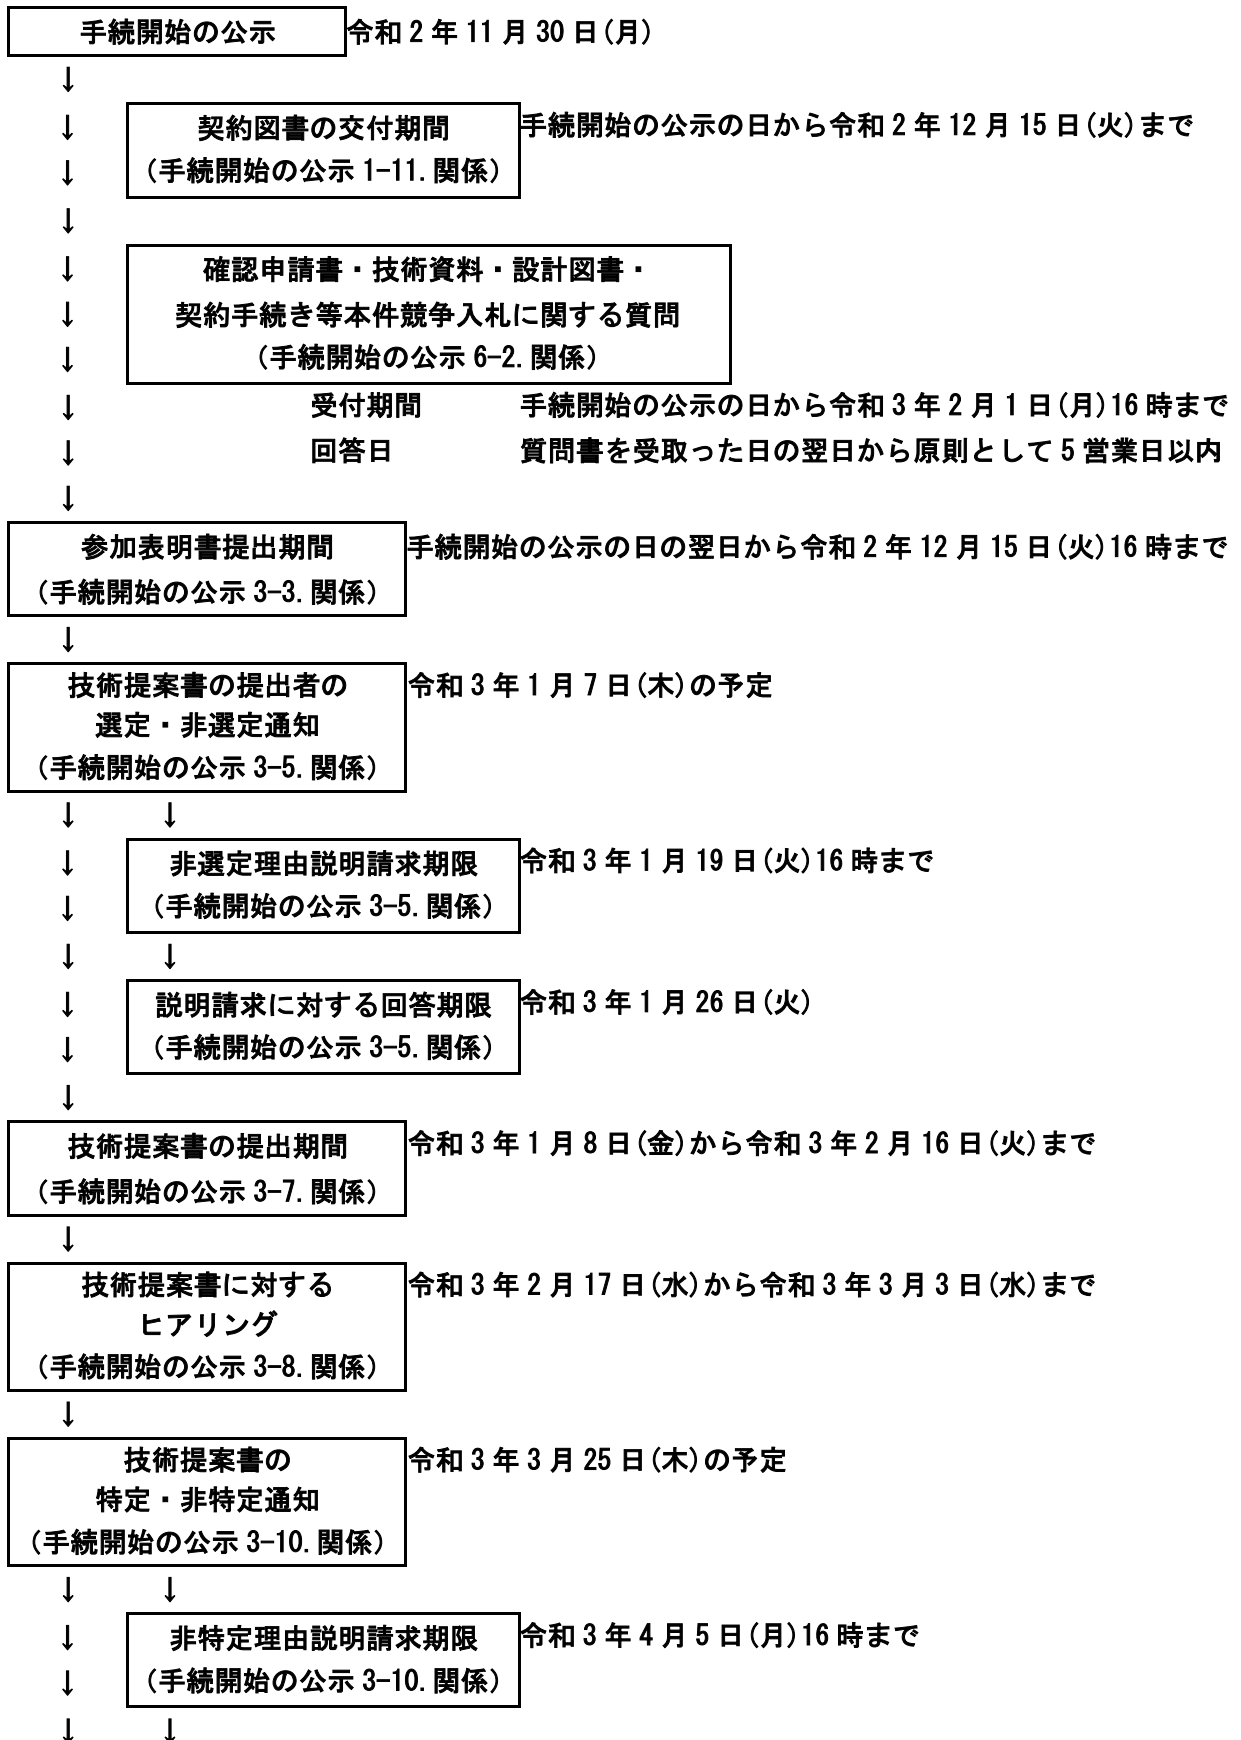 手続開始の公示 令和2年11月30日(月)
↓
↓ 契約図書の交付期間 手続開始の公示の日から令和2年12月15日(火)まで
↓ (手続開始の公示1-11.関係)
↓
↓ 確認申請書・技術資料・設計図書・
↓ 契約手続き等本件競争入札に関する質問
↓ (手続開始の公示6-2.関係)
↓ 受付期間 手続開始の公示の日から令和3年2月1日(月)16時まで
↓ 回答日 質問書を受取った日の翌日から原則として5営業日以内
↓
参加表明書提出期間 手続開始の公示の日の翌日から令和2年12月15日(火)16時まで
(手続開始の公示3-3.関係)
↓
技術提案書の提出者の 令和3年1月7日(木)の予定
選定・非選定通知
(手続開始の公示3-5.関係)
↓ ↓
↓ 非選定理由説明請求期限 令和3年1月19日(火)16時まで
↓ (手続開始の公示3-5.関係)
↓ ↓
↓ 説明請求に対する回答期限 令和3年1月26日(火)
↓ (手続開始の公示3-5.関係)
↓
技術提案書の提出期間 令和3年1月8日(金)から令和3年2月16日(火)まで
(手続開始の公示3-7.関係)
↓
技術提案書に対する 令和3年2月17日(水)から令和3年3月3日(水)まで
ヒアリング
(手続開始の公示3-8.関係)
↓
技術提案書の 令和3年3月25日(木)の予定
特定・非特定通知
(手続開始の公示3-10.関係)
↓ ↓
↓ 非特定理由説明請求期限 令和3年4月5日(月)16時まで
↓ (手続開始の公示3-10.関係)
↓ ↓